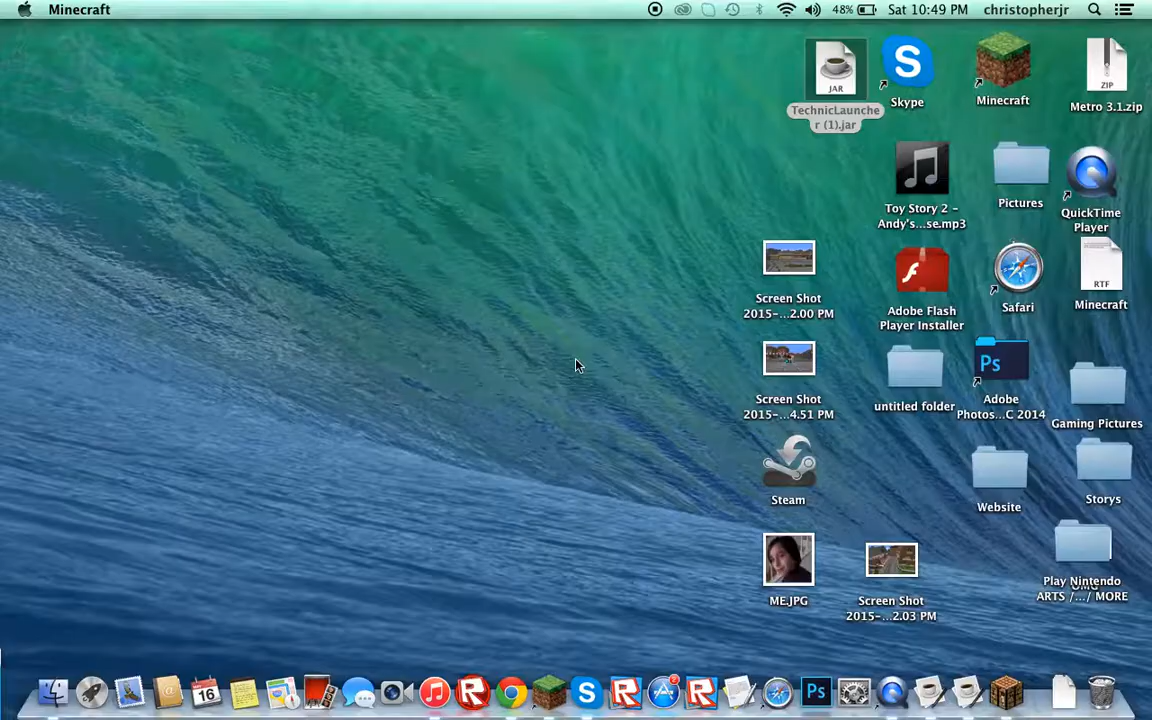 Minecraft
48%
Sat 10:49 PM
christopherjr
JAR
TechnicLaunche
r (1).jar
S
Skype
Minecraft
ZIP
Metro 3.1.zip
Toy Story 2 -
Andy's...se.mp3
Pictures
QuickTime
Player
Screen Shot
2015-...2.00 PM
Adobe Flash
Player Installer
Safari
RTF
Minecraft
Screen Shot
2015-...4.51 PM
untitled folder
Ps
Adobe
Photos...C 2014
Gaming Pictures
Steam
Website
Storys
ME.JPG
Screen Shot
2015-...2.03 PM
Play Nintendo
ARTS /.../ MORE
16
Ps